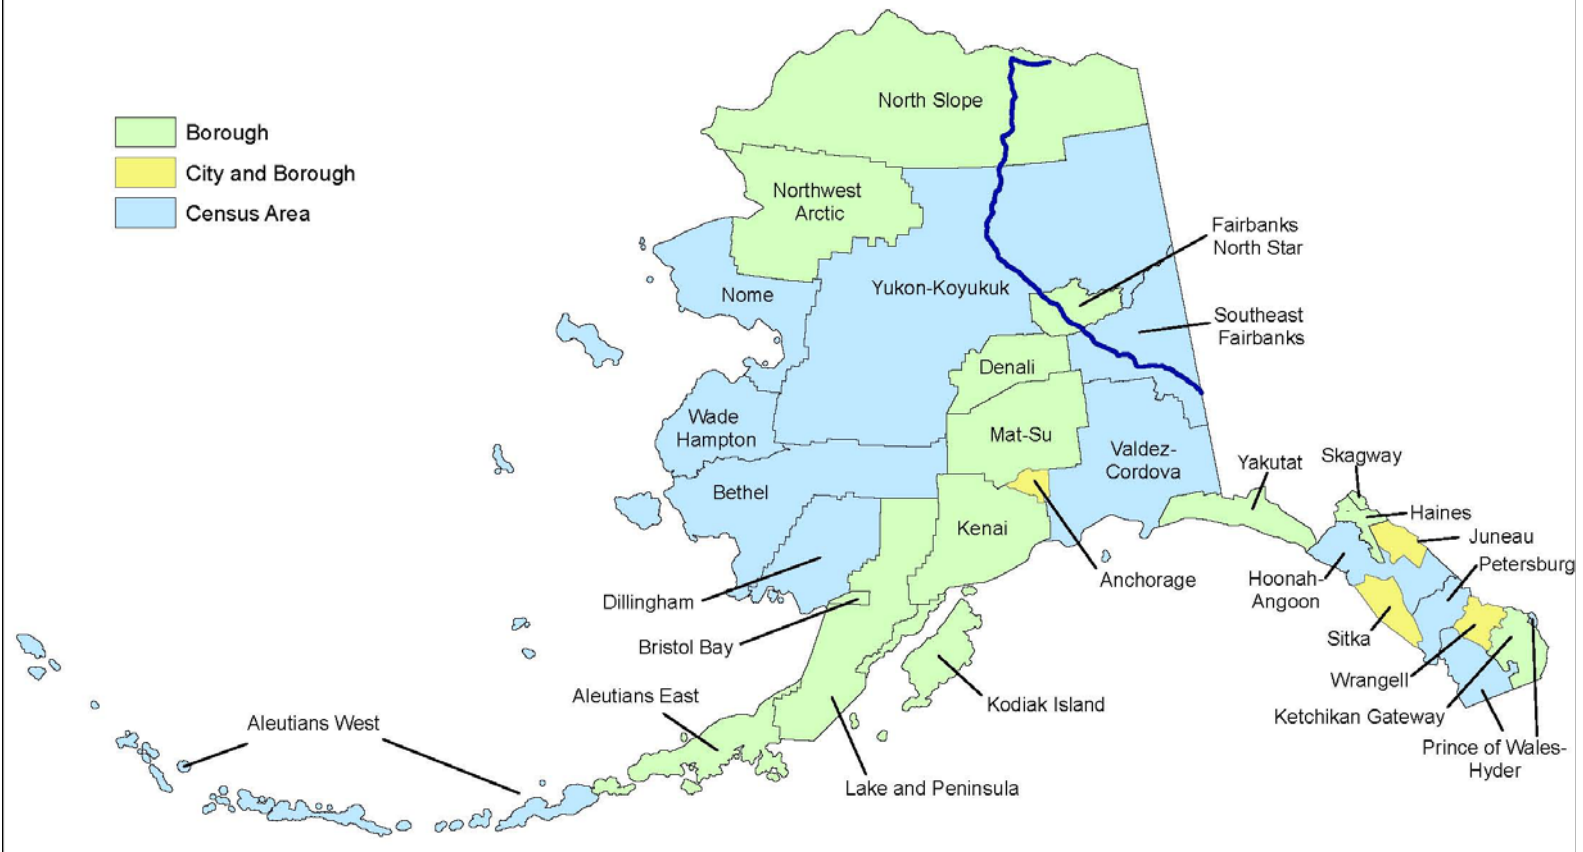 North Slope
Borough
City and Borough
Census Area
Northwest
Arctic
Fairbanks
North Star
Nome
Yukon-Koyukuk
Southeast
Fairbanks
Denali
Wade
Hampton
Mat-Su
Valdez-
Cordova
Yakutat
Skagway
Bethel
Kenai
Haines
Juneau
Petersburg
Anchorage
Hoonah-
Angoon
Dillingham
Sitka
Bristol Bay
Wrangell
Aleutians East
Kodiak Island
Ketchikan Gateway
Aleutians West
Prince of Wales-
Hyder
Lake and Peninsula